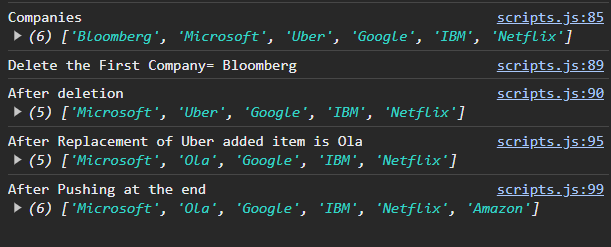 Companies scripts.js:85
▶ (6) ['Bloomberg', 'Microsoft', 'Uber', 'Google', 'IBM', 'Netflix']
Delete the First Company= Bloomberg scripts.js:89
After deletion scripts.js:90
▶ (5) ['Microsoft', 'Uber', 'Google', 'IBM', 'Netflix']
After Replacement of Uber added item is Ola scripts.js:95
▶ (5) ['Microsoft', 'Ola', 'Google', 'IBM', 'Netflix']
After Pushing at the end scripts.js:99
▶ (6) ['Microsoft', 'Ola', 'Google', 'IBM', 'Netflix', 'Amazon']